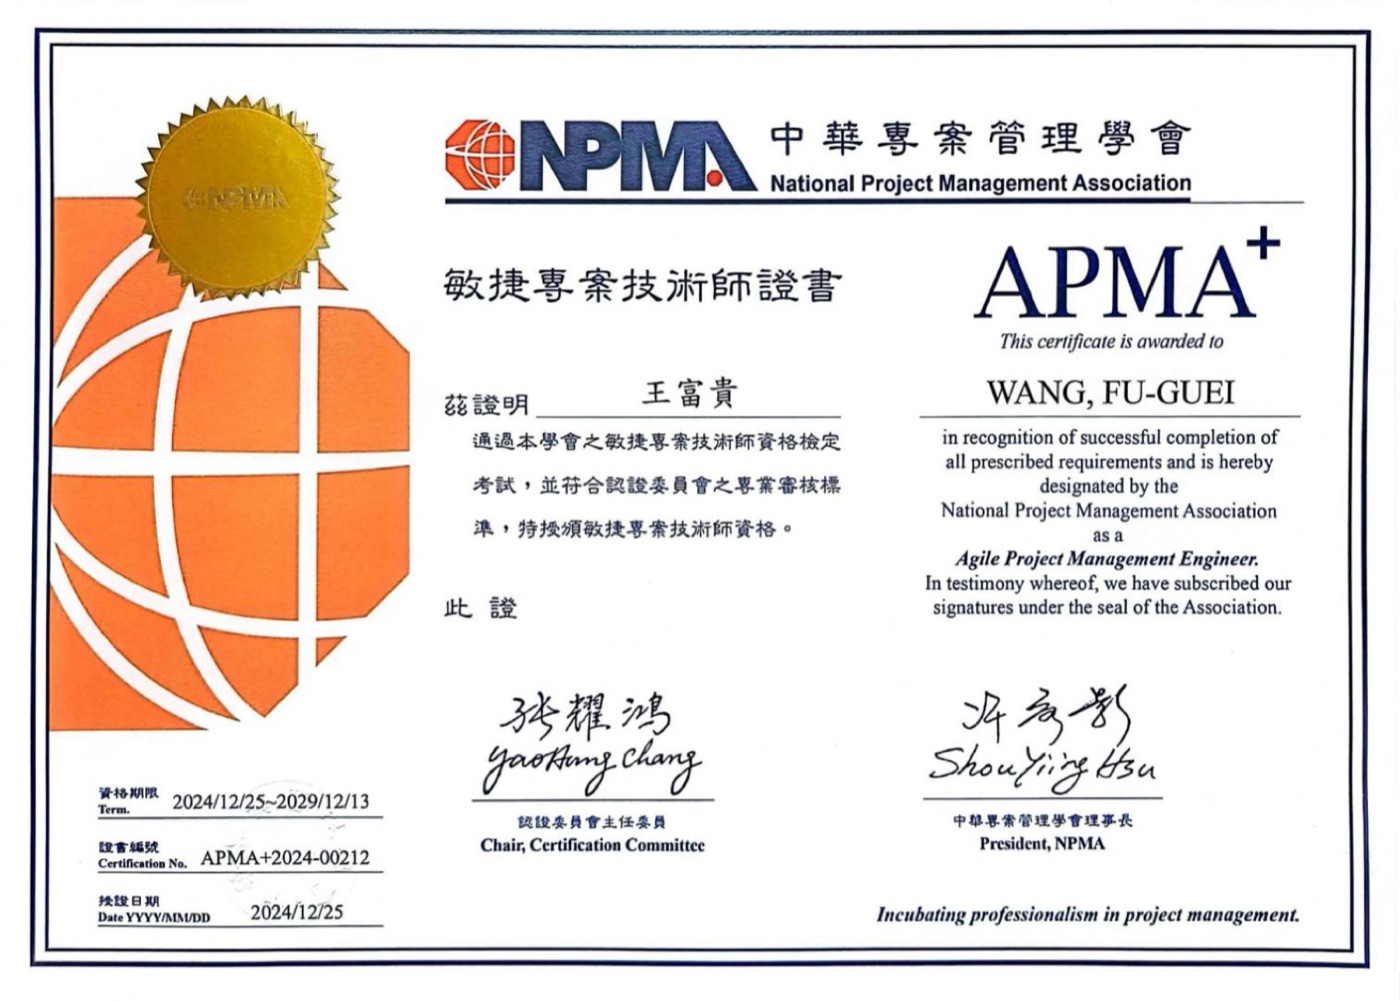 NPMA
NPMA 中華專案管理學會
National Project Management Association
敏捷專案技術師證書
APMA+
This certificate is awarded to
茲證明 王富貴
WANG, FU-GUEI
通過本學會之敏捷專案技術師資格檢定
考試，並符合認證委員會之專業審核標
準，特授頒敏捷專案技術師資格。
in recognition of successful completion of
all prescribed requirements and is hereby
designated by the
National Project Management Association
as a
Agile Project Management Engineer.
In testimony whereof, we have subscribed our
signatures under the seal of the Association.
此 證
張耀鴻
YaoHung Chang
認證委員會主任委員
Chair, Certification Committee
許秀影
ShouYiing Hsu
中華專案管理學會理事長
President, NPMA
資格期限
Term. 2024/12/25~2029/12/13
證書編號
Certification No. APMA+2024-00212
授證日期
Date YYYY/MM/DD 2024/12/25
Incubating professionalism in project management.